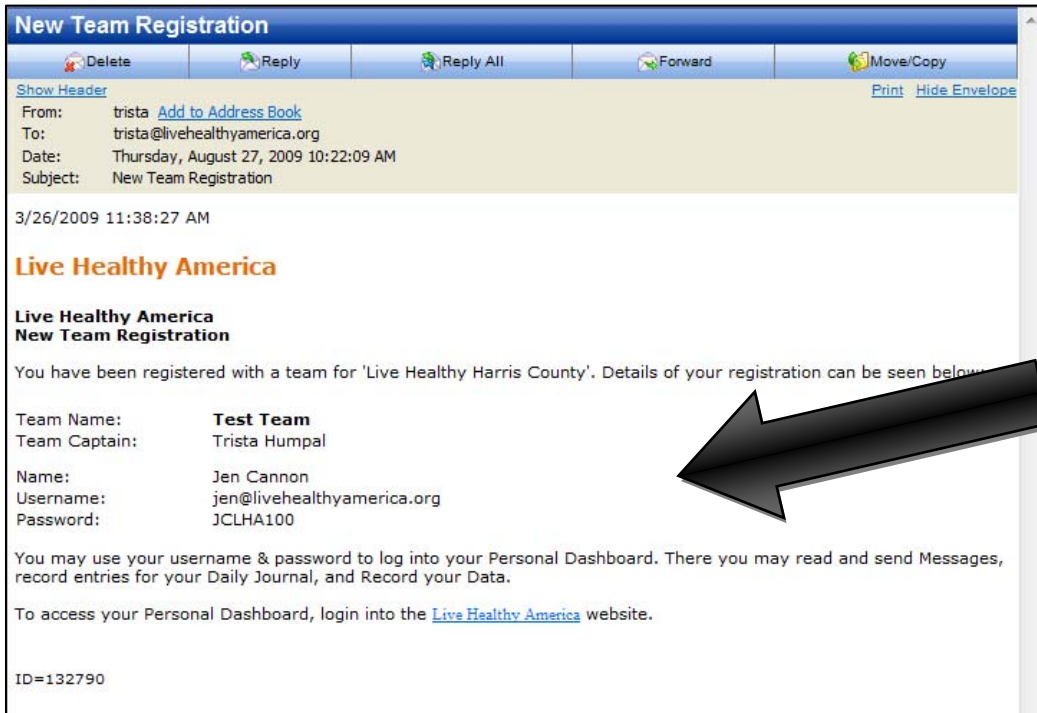 New Team Registration
Delete Reply Reply All Forward Move/Copy
Show Header Print Hide Envelope
From: trista Add to Address Book
To: trista@livehealthyamerica.org
Date: Thursday, August 27, 2009 10:22:09 AM
Subject: New Team Registration
3/26/2009 11:38:27 AM
Live Healthy America
Live Healthy America
New Team Registration
You have been registered with a team for 'Live Healthy Harris County'. Details of your registration can be seen below
Team Name: Test Team
Team Captain: Trista Humpal
Name: Jen Cannon
Username: jen@livehealthyamerica.org
Password: JCLHA100
You may use your username & password to log into your Personal Dashboard. There you may read and send Messages,
record entries for your Daily Journal, and Record your Data.
To access your Personal Dashboard, login into the Live Healthy America website.
ID=132790